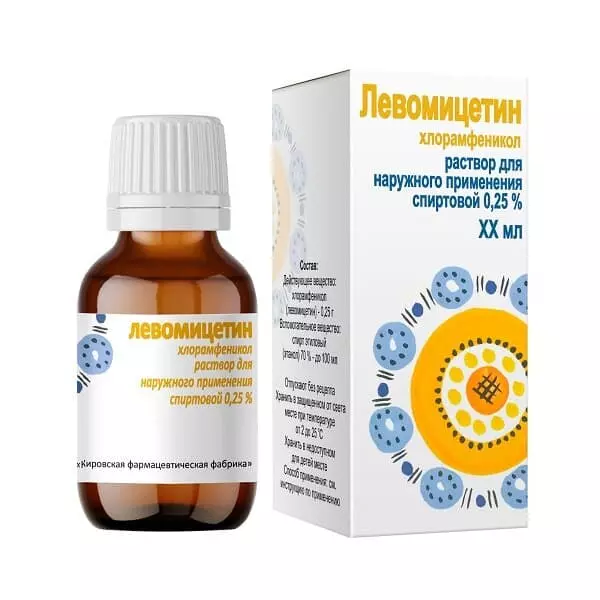 левомицетин
хлорамфеникол
раствор для
наружного применения
спиртовой 0,25 %
«Кировская фармацевтическая фабрика»
Левомицетин
хлорамфеникол
раствор для
наружного применения
спиртовой 0,25 %
XX мл
Состав:
Действующее вещество:
хлорамфеникол
(левомицетин) - 0,25 г
Вспомогательное вещество:
спирт этиловый
(этанол) 70 % - до 100 мл
Отпускают без рецепта
Хранить в защищенном от света
месте при температуре
от 2 до 25 °С
Хранить в недоступном
для детей месте
Способ применения: см.
инструкцию по применению